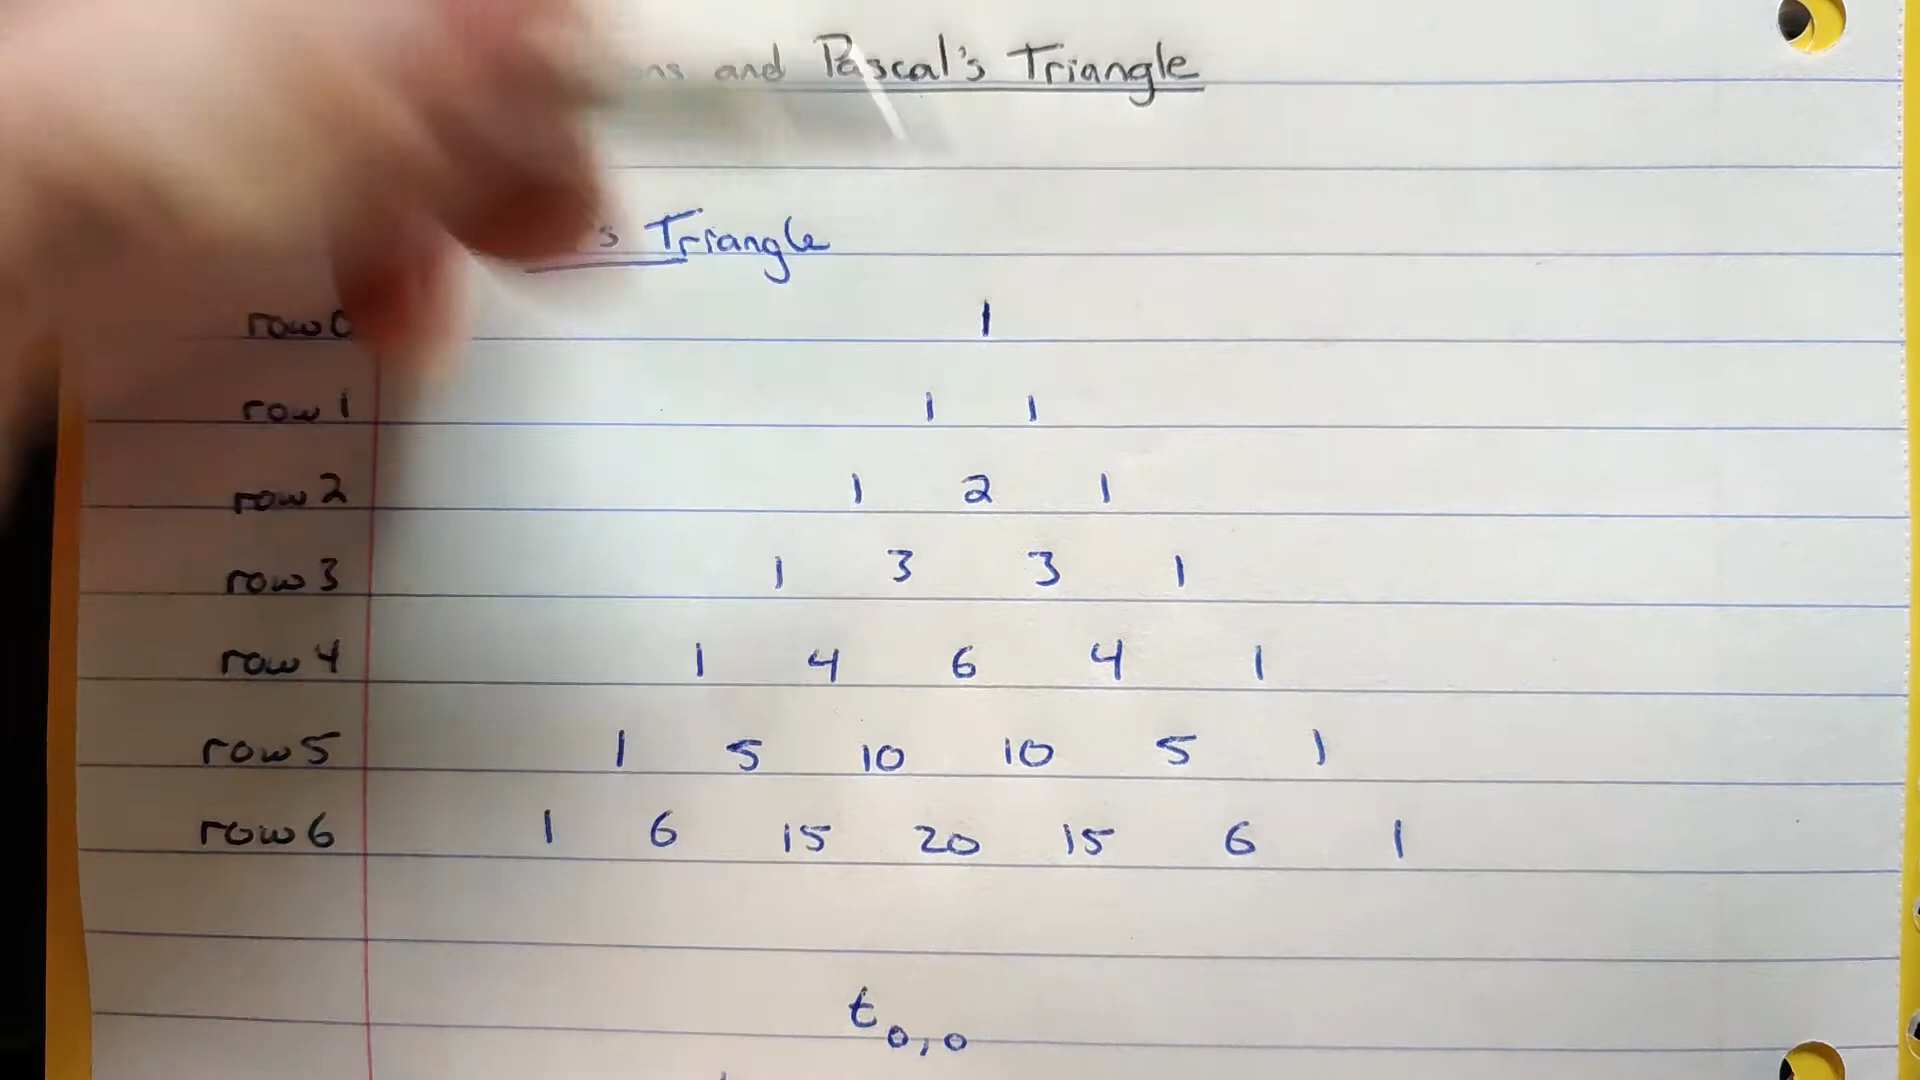 and Pascal's Triangle
Triangle
row 0 1
row 1 1 1
row 2 1 2 1
row 3 1 3 3 1
row 4 1 4 6 4 1
row 5 1 5 10 10 5 1
row 6 1 6 15 20 15 6 1
t0,0